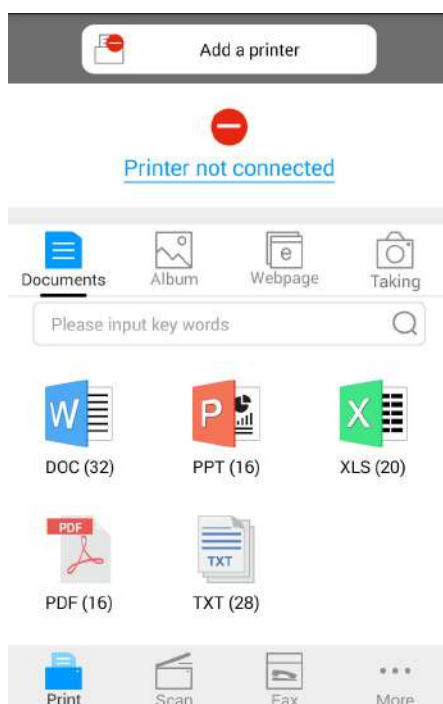 Add a printer
Printer not connected
Documents Album Webpage Taking
Please input key words
W P X
DOC (32) PPT (16) XLS (20)
PDF TXT
PDF (16) TXT (28)
Print Scan Fax More